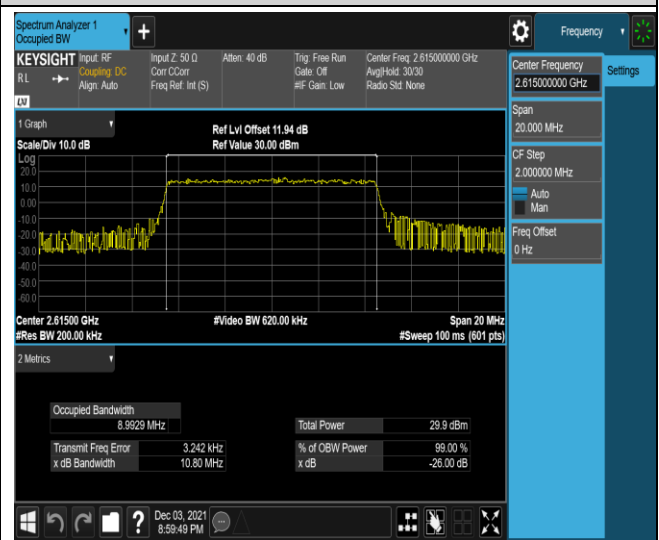 Spectrum Analyzer 1
Occupied BW
Frequency
KEYSIGHT
RL
LXI
Input: RF
Coupling: DC
Align: Auto
Input Z: 50 Ω
Corr CCorr
Freq Ref: Int (S)
Atten: 40 dB
Trig: Free Run
Gate: Off
#IF Gain: Low
Center Freq: 2.615000000 GHz
Avg|Hold: 30/30
Radio Std: None
Center Frequency
2.615000000 GHz
Settings
Span
20.000 MHz
CF Step
2.000000 MHz
Auto
Man
Freq Offset
0 Hz
1 Graph
Scale/Div 10.0 dB
Ref Lvl Offset 11.94 dB
Ref Value 30.00 dBm
Log
20.0
10.0
0.00
-10.0
-20.0
-30.0
-40.0
-50.0
-60.0
Center 2.61500 GHz
#Res BW 200.00 kHz
#Video BW 620.00 kHz
Span 20 MHz
#Sweep 100 ms (601 pts)
2 Metrics
Occupied Bandwidth
8.9929 MHz
Total Power 29.9 dBm
Transmit Freq Error 3.242 kHz
% of OBW Power 99.00 %
x dB Bandwidth 10.80 MHz
x dB -26.00 dB
?
Dec 03, 2021
8:59:49 PM